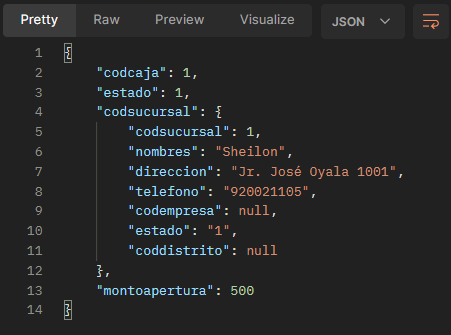 Pretty Raw Preview Visualize JSON
1 {
2 "codcaja": 1,
3 "estado": 1,
4 "codsucursal": {
5 "codsucursal": 1,
6 "nombres": "Sheilon",
7 "direccion": "Jr. José Oyala 1001",
8 "telefono": "920021105",
9 "codempresa": null,
10 "estado": "1",
11 "coddistrito": null
12 },
13 "montoapertura": 500
14 }